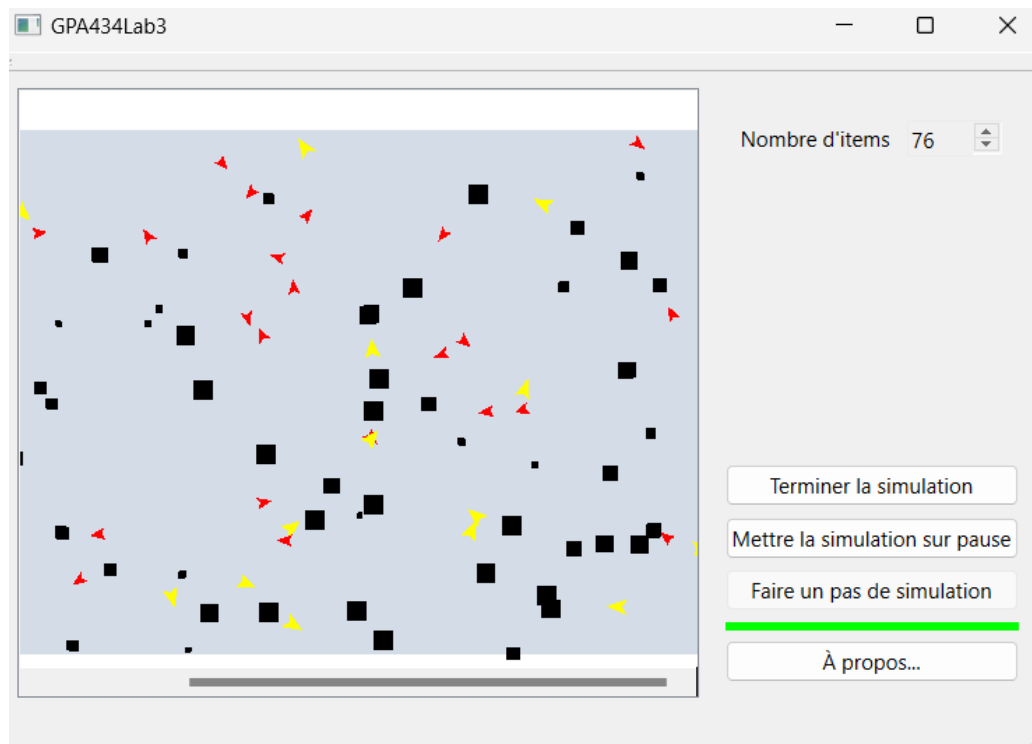 GPA434Lab3
Nombre d'items 76
Terminer la simulation
Mettre la simulation sur pause
Faire un pas de simulation
À propos...